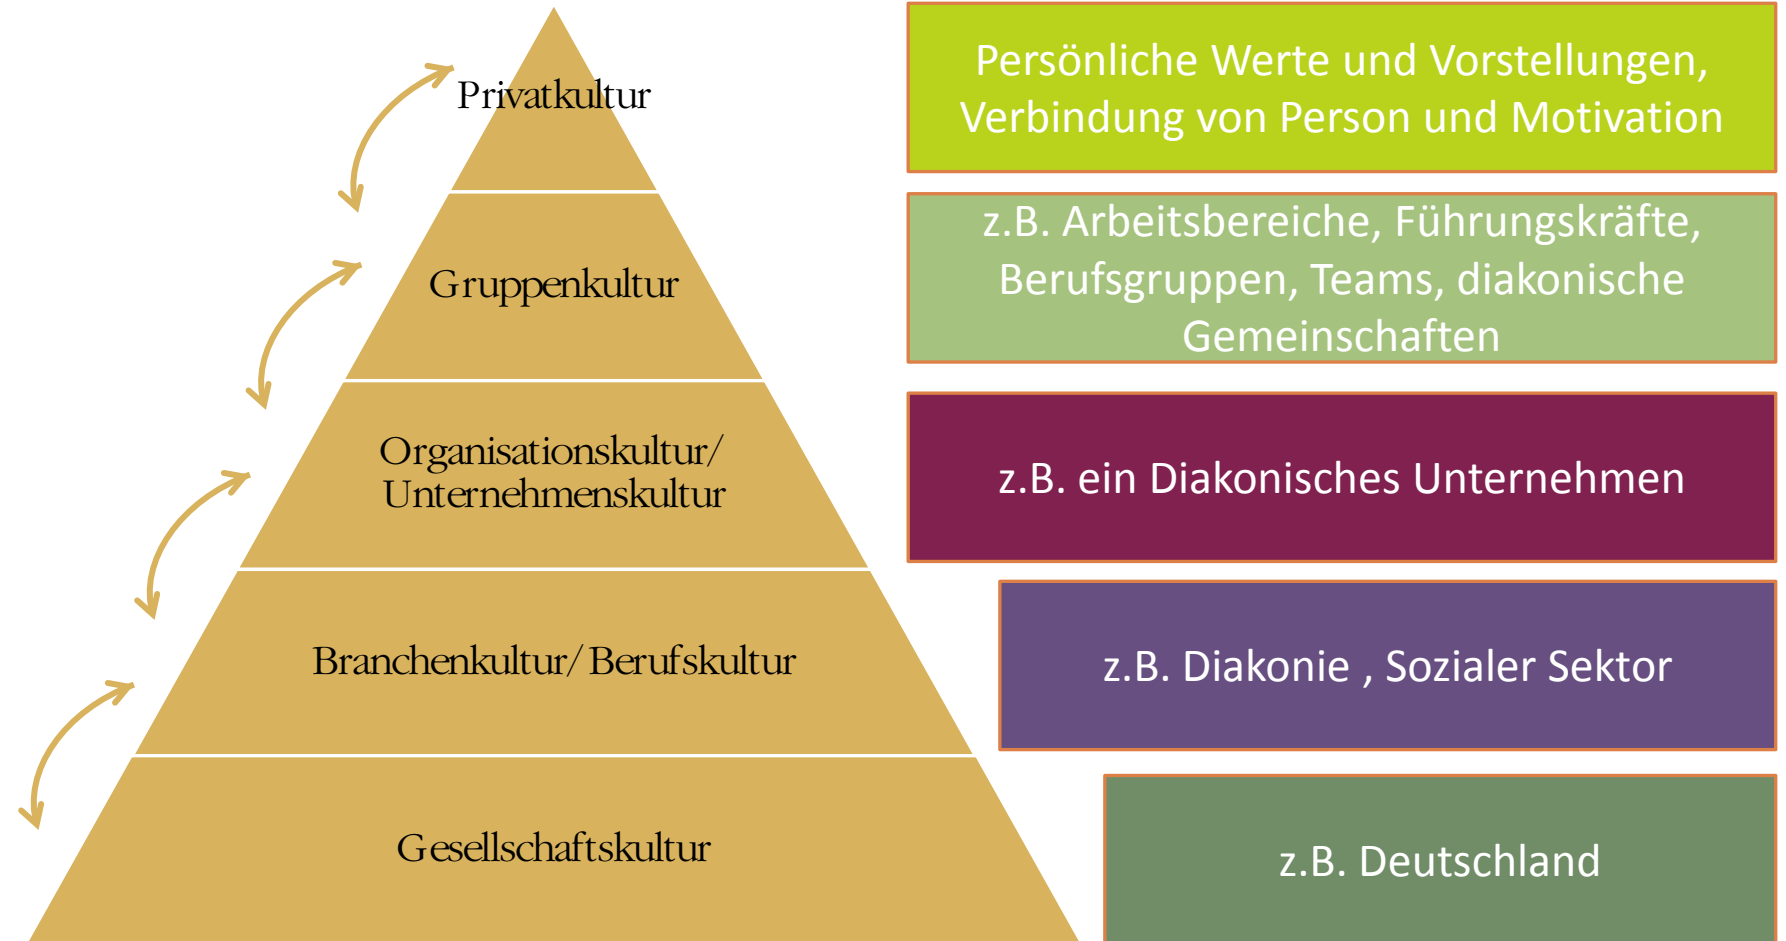 Privatkultur
Persönliche Werte und Vorstellungen,
Verbindung von Person und Motivation
Gruppenkultur
z.B. Arbeitsbereiche, Führungskräfte,
Berufsgruppen, Teams, diakonische
Gemeinschaften
Organisationskultur/
Unternehmenskultur
z.B. ein Diakonisches Unternehmen
Branchenkultur/ Berufskultur
z.B. Diakonie , Sozialer Sektor
Gesellschaftskultur
z.B. Deutschland